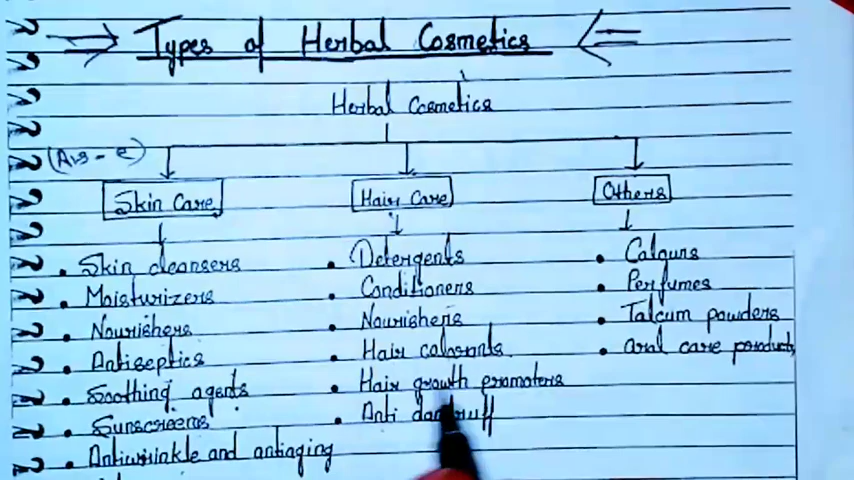 Types of Herbal Cosmetics
Herbal Cosmetics
Skin Care
Hair Care
Others
• Skin cleansers
• Moisturizers
• Nourishers
• Antiseptics
• Soothing agents
• Sunscreens
• Antiwrinkle and antiaging
• Detergents
• Conditioners
• Nourishers
• Hair colorants
• Hair growth promoters
• Anti dandruff
• Calguns
• Perfumes
• Talcum powders
• oral care products